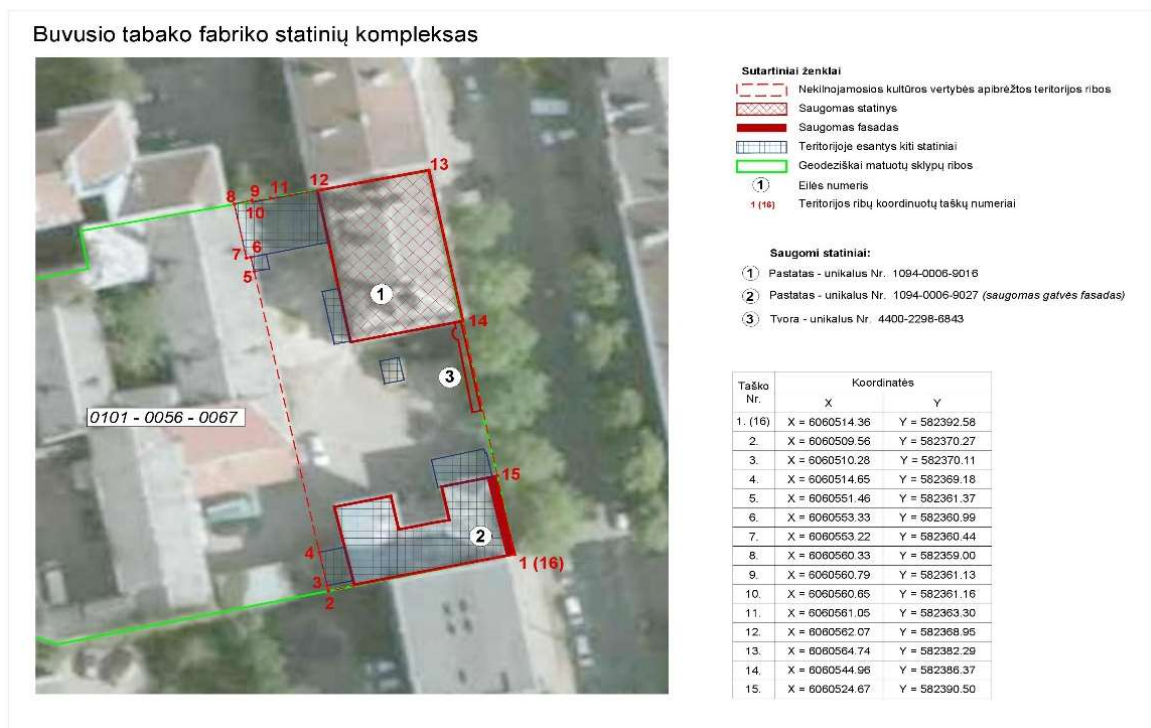 Buvusio tabako fabriko statinių kompleksas
8
9
10
11
12
13
7
6
5
1
14
3
0101 - 0056 - 0067
15
2
4
3
2
1 (16)
Sutartiniai ženklai
Nekilnojamosios kultūros vertybės apibrėžtos teritorijos ribos
Saugomas statinys
Saugomas fasadas
Teritorijoje esantys kiti statiniai
Geodeziškai matuotų sklypų ribos
1 Eilės numeris
1 (16) Teritorijos ribų koordinuotų taškų numeriai
Saugomi statiniai:
1 Pastatas - unikalus Nr. 1094-0006-9016
2 Pastatas - unikalus Nr. 1094-0006-9027 (saugomas gatvės fasadas)
3 Tvora - unikalus Nr. 4400-2298-6843
Taško Nr. Koordinatės
X Y
1. (16) X = 6060514.36 Y = 582392.58
2. X = 6060509.56 Y = 582370.27
3. X = 6060510.28 Y = 582370.11
4. X = 6060514.65 Y = 582369.18
5. X = 6060551.46 Y = 582361.37
6. X = 6060553.33 Y = 582360.99
7. X = 6060553.22 Y = 582360.44
8. X = 6060560.33 Y = 582359.00
9. X = 6060560.79 Y = 582361.13
10. X = 6060560.65 Y = 582361.16
11. X = 6060561.05 Y = 582363.30
12. X = 6060562.07 Y = 582368.95
13. X = 6060564.74 Y = 582382.29
14. X = 6060544.96 Y = 582386.37
15. X = 6060524.67 Y = 582390.50